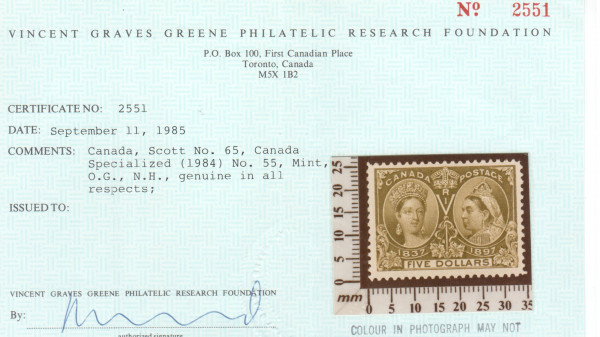 Nº 2551
VINCENT GRAVES GREENE PHILATELIC RESEARCH FOUNDATION
P.O. Box 100, First Canadian Place
Toronto, Canada
M5X 1B2
CERTIFICATE NO: 2551
DATE: September 11, 1985
COMMENTS: Canada, Scott No. 65, Canada
Specialized (1984) No. 55, Mint,
O.G., N.H., genuine in all
respects;
ISSUED TO:
CANADA POSTAGE
V R I
1837 1897
FIVE DOLLARS
25
20
15
10
5
0
mm 0 5 10 15 20 25 30 35
VINCENT GRAVES GREENE PHILATELIC RESEARCH FOUNDATION
By:
authorized signature
COLOUR IN PHOTOGRAPH MAY NOT